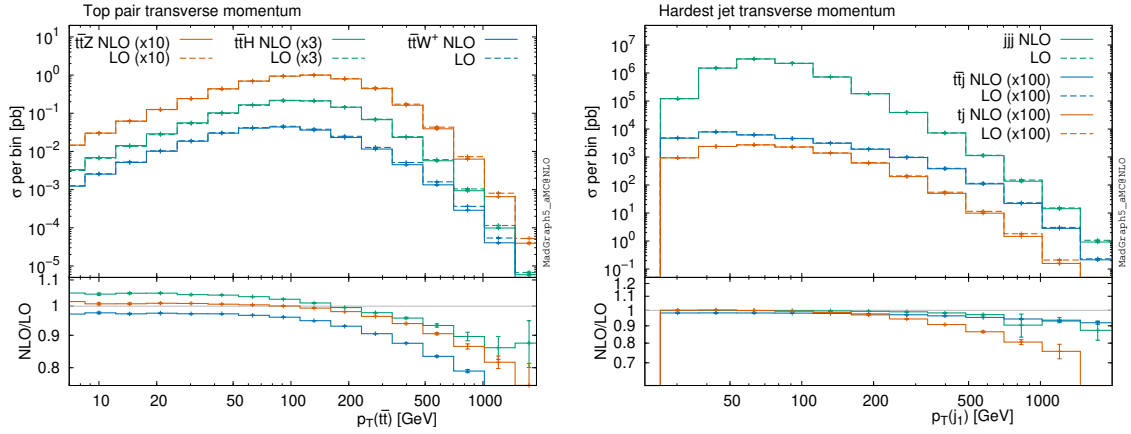 Top pair transverse momentum
tt̄Z NLO (x10)
LO (x10)
tt̄H NLO (x3)
LO (x3)
tt̄W⁺ NLO
LO
σ per bin [pb]
10¹
10⁰
10⁻¹
10⁻²
10⁻³
10⁻⁴
10⁻⁵
MadGraph5_aMC@NLO
NLO/LO
1.1
1
0.9
0.8
10 20 50 100 200 500 1000
p_T(tt̄) [GeV]
Hardest jet transverse momentum
jjj NLO
LO
tt̄j NLO (x100)
LO (x100)
tj NLO (x100)
LO (x100)
σ per bin [pb]
10⁷
10⁶
10⁵
10⁴
10³
10²
10¹
10⁰
10⁻¹
MadGraph5_aMC@NLO
NLO/LO
1.2
1.1
1
0.9
0.8
0.7
50 100 200 500 1000
p_T(j₁) [GeV]